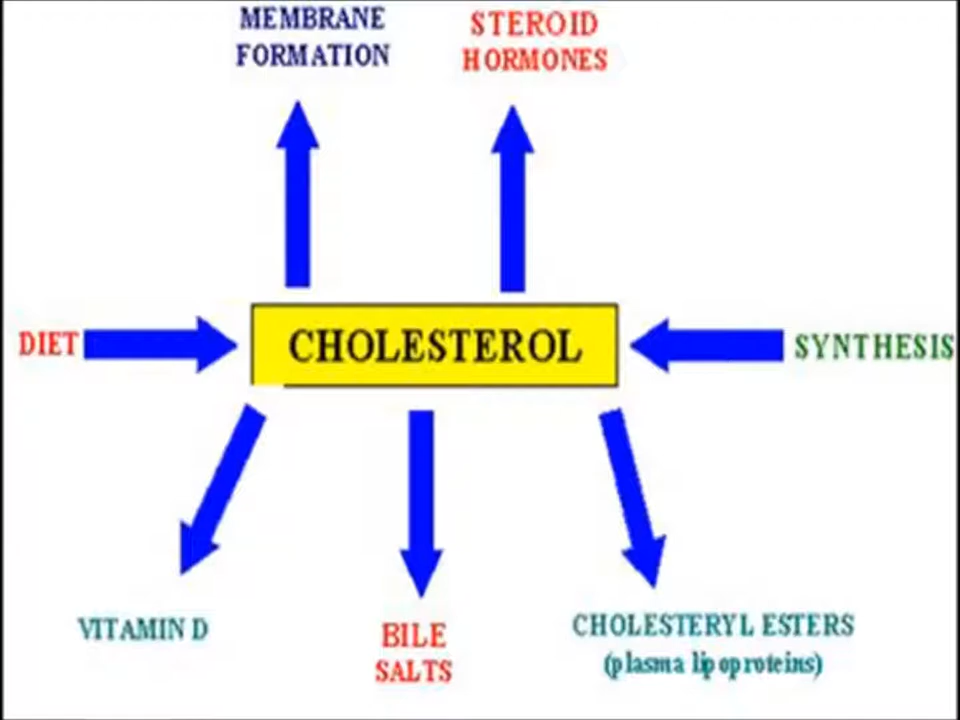 MEMBRANE
FORMATION
STEROID
HORMONES
DIET
CHOLESTEROL
SYNTHESIS
VITAMIN D
BILE
SALTS
CHOLESTERYL ESTERS
(plasma lipoproteins)